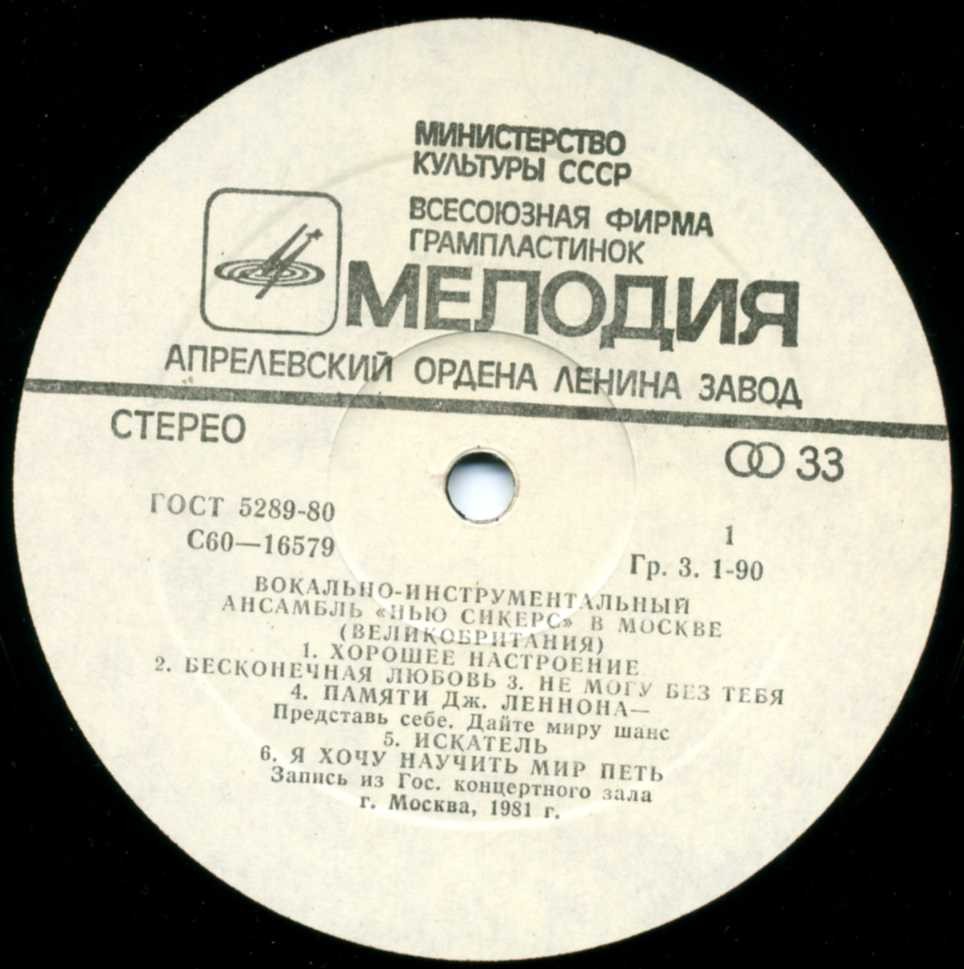 МИНИСТЕРСТВО
КУЛЬТУРЫ СССР
ВСЕСОЮЗНАЯ ФИРМА
ГРАМПЛАСТИНОК
МЕЛОДИЯ
АПРЕЛЕВСКИЙ ОРДЕНА ЛЕНИНА ЗАВОД
СТЕРЕО
33
ГОСТ 5289-80
С60—16579
1
Гр. 3. 1-90
ВОКАЛЬНО-ИНСТРУМЕНТАЛЬНЫЙ
АНСАМБЛЬ «НЬЮ СИКЕРС» В МОСКВЕ
(ВЕЛИКОБРИТАНИЯ)
1. ХОРОШЕЕ НАСТРОЕНИЕ
2. БЕСКОНЕЧНАЯ ЛЮБОВЬ 3. НЕ МОГУ БЕЗ ТЕБЯ
4. ПАМЯТИ Дж. ЛЕННОНА—
Представь себе. Дайте миру шанс
5. ИСКАТЕЛЬ
6. Я ХОЧУ НАУЧИТЬ МИР ПЕТЬ
Запись из Гос. концертного зала
г. Москва, 1981 г.